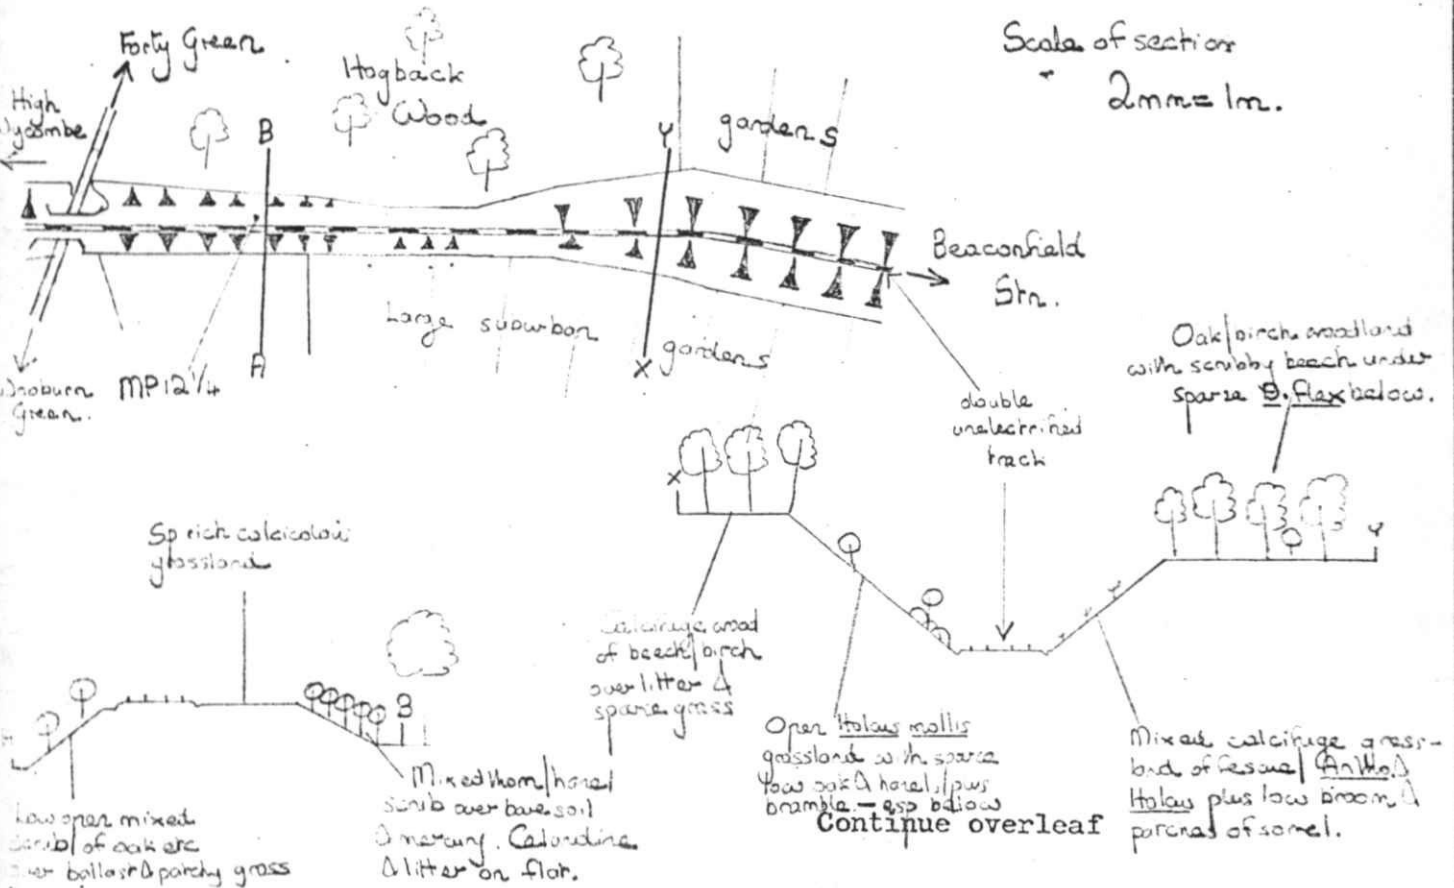 Forty Green
Hogback
Wood
High
Wycombe
B
Y
gardens
Scale of section
2mm = 1m.
Beaconfield
Stn.
Large suburban
gardens
A
X
MP12 1/4
Wooburn
Green.
double
unelectrified
track
Oak/birch woodland
with scrubby beech under
sparse D. flex below.
X
Y
Sp rich calcicolous
grassland
B
Calcifuge wood
of beech/birch
over litter &
sparse grass
Open Holcus mollis
grassland with sparse
low oak & hazel, plus
bramble - esp below
Mixed calcifuge grass-
land of fescue/ Antho. &
Holcus plus low broom &
patches of sorrel.
Mixed thorn/hazel
scrub over bare soil
& mercury. Celandine
& litter on flat.
Low open mixed
scrub of oak etc
over ballast & patchy grass
Continue overleaf